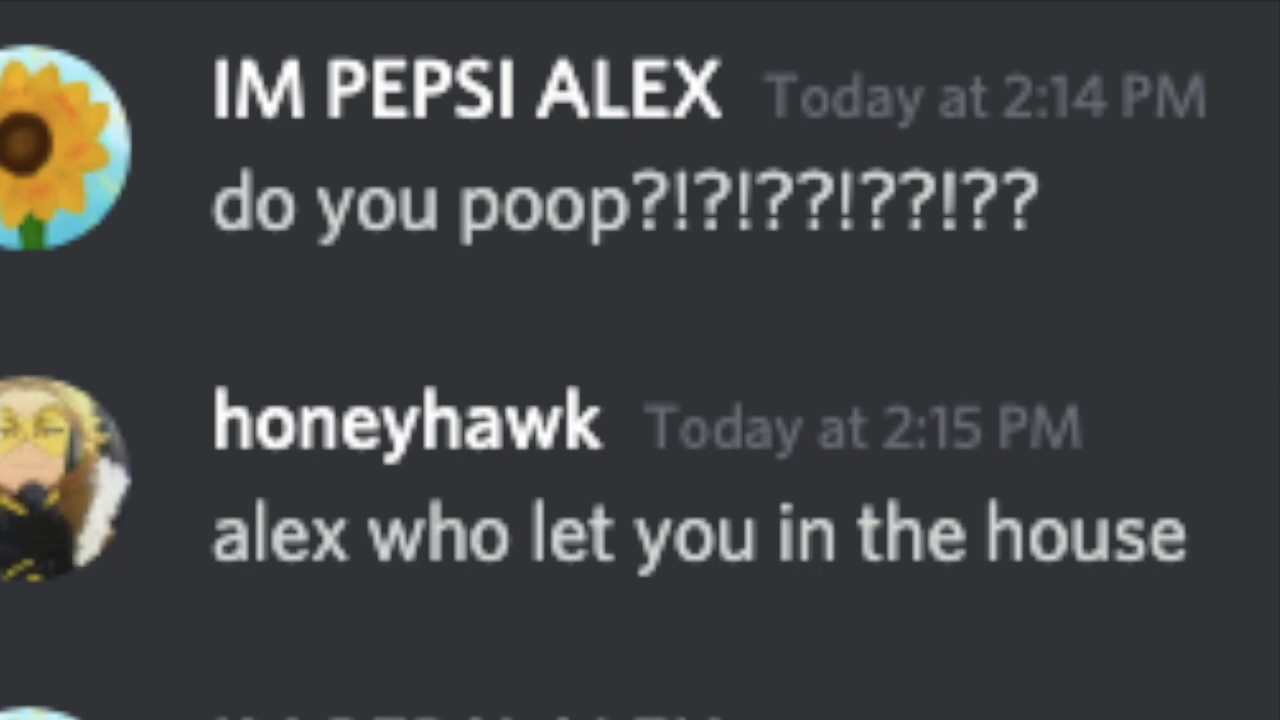 IM PEPSI ALEX Today at 2:14 PM
do you poop?!?!??!??!??
honeyhawk Today at 2:15 PM
alex who let you in the house